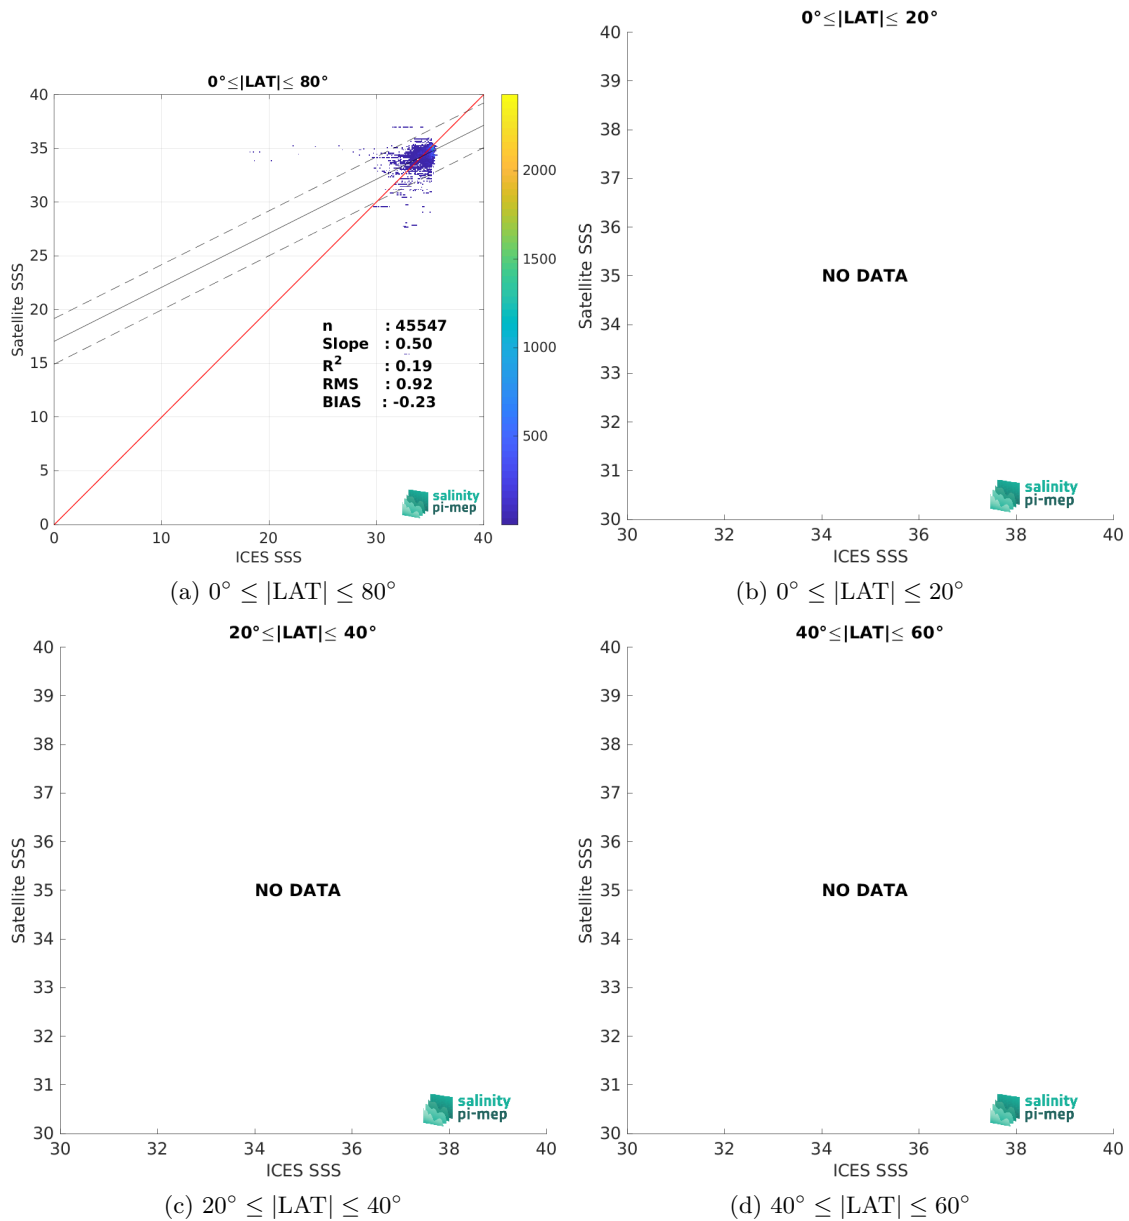 0°≤|LAT|≤ 80°
40
35
30
25
20
15
10
5
0
Satellite SSS
0
10
20
30
40
ICES SSS
n : 45547
Slope : 0.50
R² : 0.19
RMS : 0.92
BIAS : -0.23
salinity
pi-mep
2000
1500
1000
500
(a) 0° ≤ |LAT| ≤ 80°
0°≤|LAT|≤ 20°
40
39
38
37
36
35
34
33
32
31
30
Satellite SSS
NO DATA
salinity
pi-mep
30
32
34
36
38
40
ICES SSS
(b) 0° ≤ |LAT| ≤ 20°
20°≤|LAT|≤ 40°
40
39
38
37
36
35
34
33
32
31
30
Satellite SSS
NO DATA
salinity
pi-mep
30
32
34
36
38
40
ICES SSS
(c) 20° ≤ |LAT| ≤ 40°
40°≤|LAT|≤ 60°
40
39
38
37
36
35
34
33
32
31
30
Satellite SSS
NO DATA
salinity
pi-mep
30
32
34
36
38
40
ICES SSS
(d) 40° ≤ |LAT| ≤ 60°